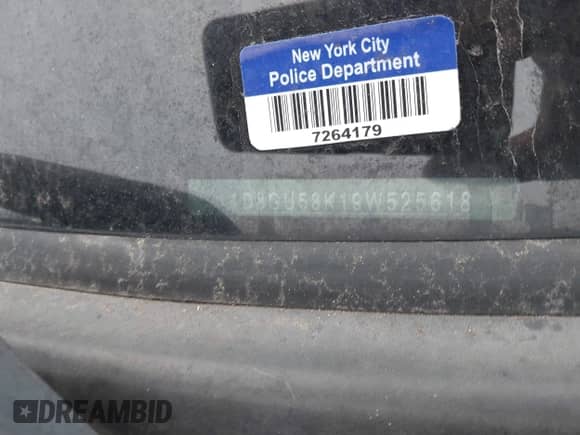 New York City
Police Department
7264179
1D8GU58K19W525618
DREAMBID